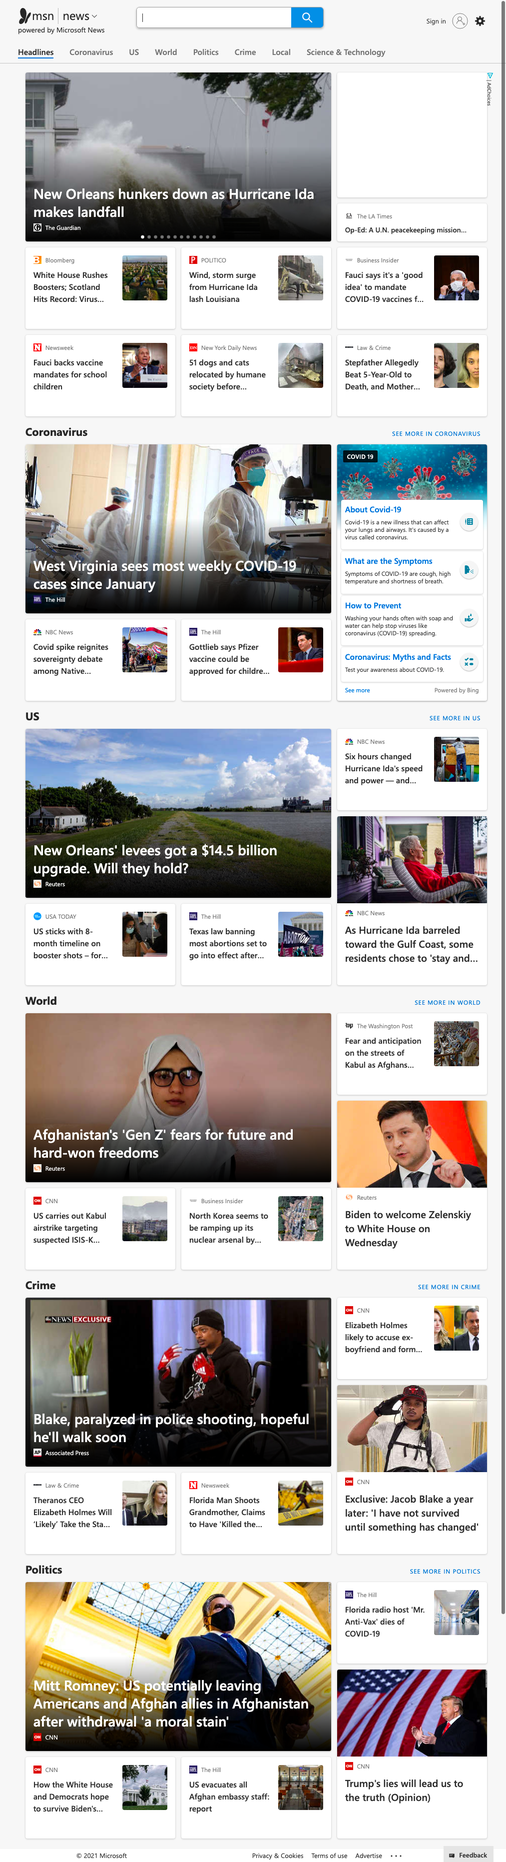 msn news
powered by Microsoft News
Sign in
Headlines Coronavirus US World Politics Crime Local Science & Technology
New Orleans hunkers down as Hurricane Ida
makes landfall
The Guardian
AdChoices
The LA Times
Op-Ed: A U.N. peacekeeping mission...
Bloomberg
White House Rushes
Boosters; Scotland
Hits Record: Virus...
POLITICO
Wind, storm surge
from Hurricane Ida
lash Louisiana
Business Insider
Fauci says it's a 'good
idea' to mandate
COVID-19 vaccines f...
Newsweek
Fauci backs vaccine
mandates for school
children
New York Daily News
51 dogs and cats
relocated by humane
society before...
Law & Crime
Stepfather Allegedly
Beat 5-Year-Old to
Death, and Mother...
Coronavirus
SEE MORE IN CORONAVIRUS
West Virginia sees most weekly COVID-19
cases since January
The Hill
COVID 19
About Covid-19
Covid-19 is a new illness that can affect
your lungs and airways. It's caused by a
virus called coronavirus.
What are the Symptoms
Symptoms of COVID-19 are cough, high
temperature and shortness of breath.
How to Prevent
Washing your hands often with soap and
water can help stop viruses like
coronavirus (COVID-19) spreading.
Coronavirus: Myths and Facts
Test your awareness about COVID-19.
See more
Powered by Bing
NBC News
Covid spike reignites
sovereignty debate
among Native...
The Hill
Gottlieb says Pfizer
vaccine could be
approved for childre...
US
SEE MORE IN US
New Orleans' levees got a $14.5 billion
upgrade. Will they hold?
Reuters
NBC News
Six hours changed
Hurricane Ida's speed
and power — and...
USA TODAY
US sticks with 8-
month timeline on
booster shots – for...
The Hill
Texas law banning
most abortions set to
go into effect after...
ABORTION
NBC News
As Hurricane Ida barreled
toward the Gulf Coast, some
residents chose to 'stay and...
World
SEE MORE IN WORLD
Afghanistan's 'Gen Z' fears for future and
hard-won freedoms
Reuters
The Washington Post
Fear and anticipation
on the streets of
Kabul as Afghans...
CNN
US carries out Kabul
airstrike targeting
suspected ISIS-K...
Business Insider
North Korea seems to
be ramping up its
nuclear arsenal by...
Reuters
Biden to welcome Zelenskiy
to White House on
Wednesday
Crime
SEE MORE IN CRIME
abc NEWS EXCLUSIVE
Blake, paralyzed in police shooting, hopeful
he'll walk soon
Associated Press
CNN
Elizabeth Holmes
likely to accuse ex-
boyfriend and form...
Law & Crime
Theranos CEO
Elizabeth Holmes Will
'Likely' Take the Sta...
Newsweek
Florida Man Shoots
Grandmother, Claims
to Have 'Killed the...
CNN
Exclusive: Jacob Blake a year
later: 'I have not survived
until something has changed'
Politics
SEE MORE IN POLITICS
Mitt Romney: US potentially leaving
Americans and Afghan allies in Afghanistan
after withdrawal 'a moral stain'
CNN
The Hill
Florida radio host 'Mr.
Anti-Vax' dies of
COVID-19
CNN
How the White House
and Democrats hope
to survive Biden's...
The Hill
US evacuates all
Afghan embassy staff:
report
CNN
Trump's lies will lead us to
the truth (Opinion)
© 2021 Microsoft
Privacy & Cookies Terms of use Advertise ...
Feedback